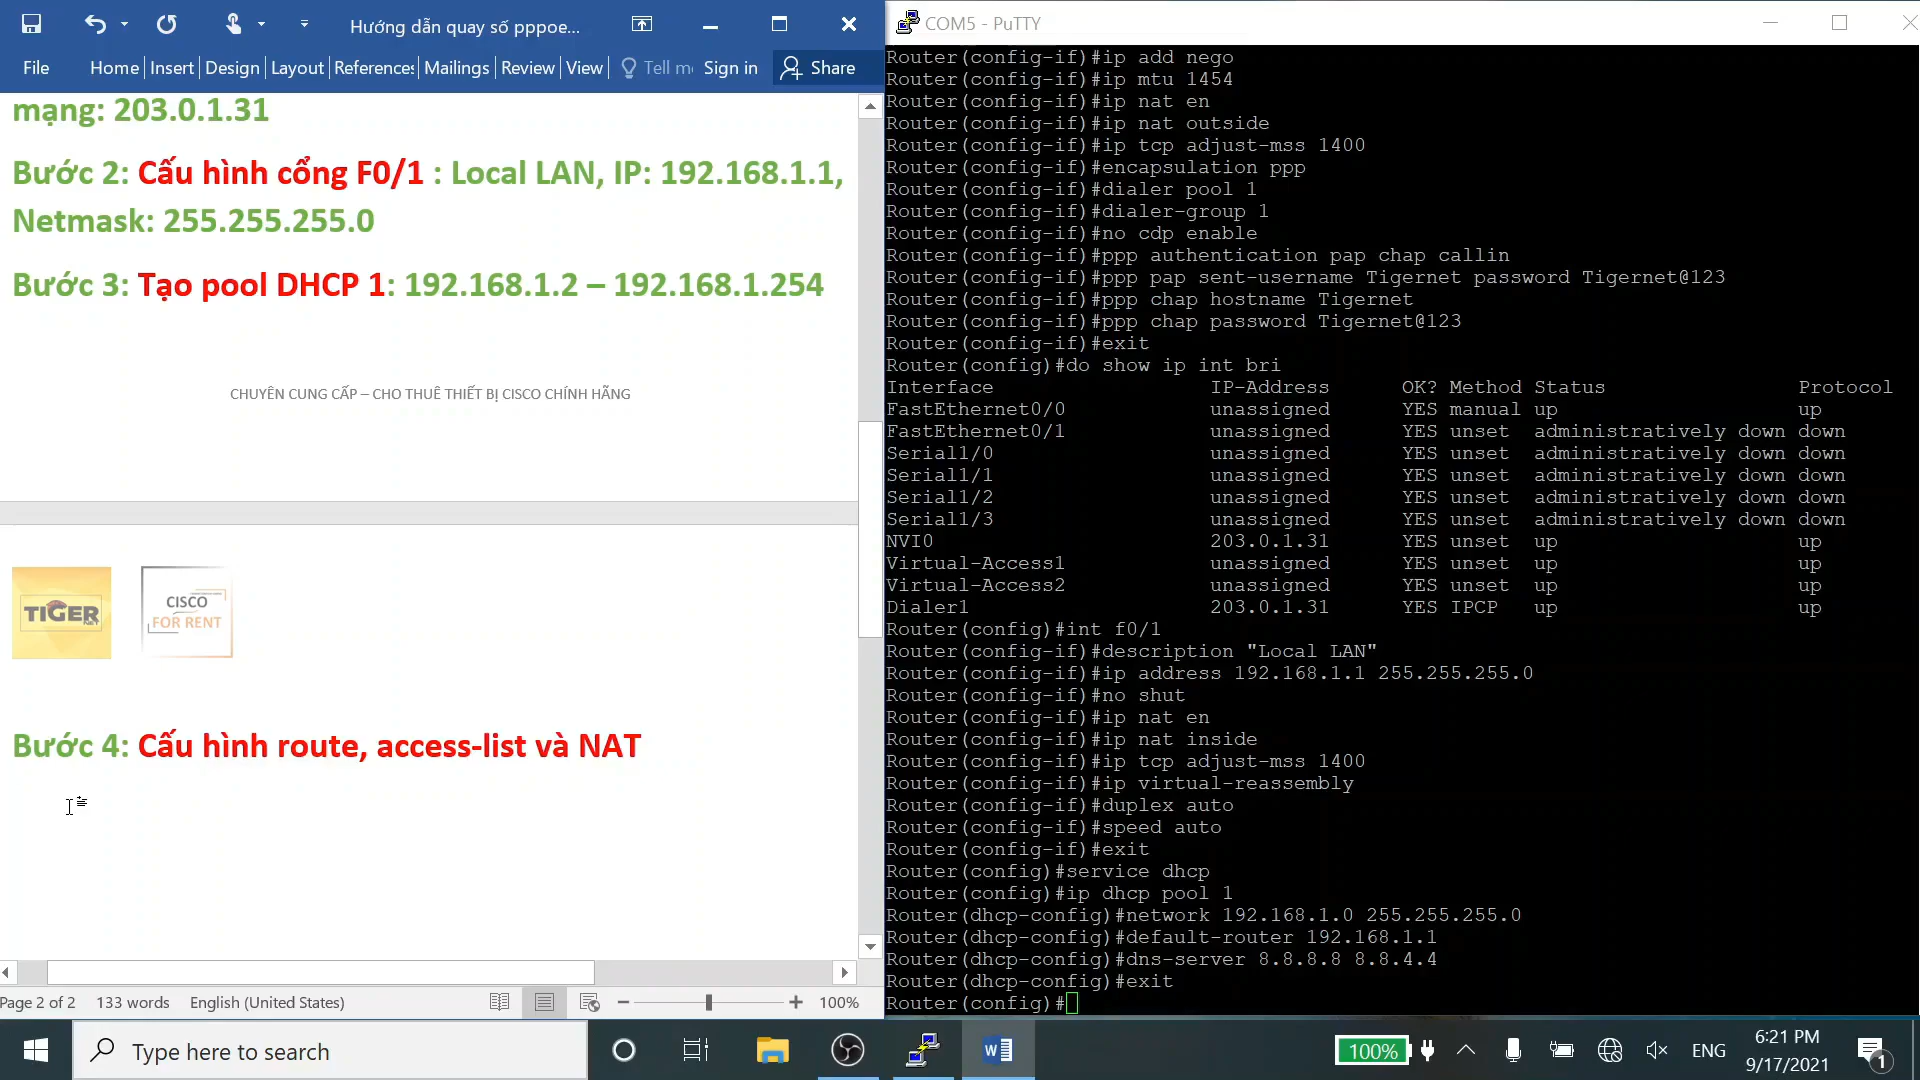 Hướng dẫn quay số pppoe...
File Home Insert Design Layout References Mailings Review View Tell me Sign in Share
mạng: 203.0.1.31
Bước 2: Cấu hình cổng F0/1 : Local LAN, IP: 192.168.1.1,
Netmask: 255.255.255.0
Bước 3: Tạo pool DHCP 1: 192.168.1.2 – 192.168.1.254
CHUYÊN CUNG CẤP – CHO THUÊ THIẾT BỊ CISCO CHÍNH HÃNG
TIGER
CISCO
FOR RENT
Bước 4: Cấu hình route, access-list và NAT
Page 2 of 2 133 words English (United States) 100%
COM5 - PuTTY
Router(config-if)#ip add nego
Router(config-if)#ip mtu 1454
Router(config-if)#ip nat en
Router(config-if)#ip nat outside
Router(config-if)#ip tcp adjust-mss 1400
Router(config-if)#encapsulation ppp
Router(config-if)#dialer pool 1
Router(config-if)#dialer-group 1
Router(config-if)#no cdp enable
Router(config-if)#ppp authentication pap chap callin
Router(config-if)#ppp pap sent-username Tigernet password Tigernet@123
Router(config-if)#ppp chap hostname Tigernet
Router(config-if)#ppp chap password Tigernet@123
Router(config-if)#exit
Router(config)#do show ip int bri
Interface IP-Address OK? Method Status Protocol
FastEthernet0/0 unassigned YES manual up up
FastEthernet0/1 unassigned YES unset administratively down down
Serial1/0 unassigned YES unset administratively down down
Serial1/1 unassigned YES unset administratively down down
Serial1/2 unassigned YES unset administratively down down
Serial1/3 unassigned YES unset administratively down down
NVI0 203.0.1.31 YES unset up up
Virtual-Access1 unassigned YES unset up up
Virtual-Access2 unassigned YES unset up up
Dialer1 203.0.1.31 YES IPCP up up
Router(config)#int f0/1
Router(config-if)#description "Local LAN"
Router(config-if)#ip address 192.168.1.1 255.255.255.0
Router(config-if)#no shut
Router(config-if)#ip nat en
Router(config-if)#ip nat inside
Router(config-if)#ip tcp adjust-mss 1400
Router(config-if)#ip virtual-reassembly
Router(config-if)#duplex auto
Router(config-if)#speed auto
Router(config-if)#exit
Router(config)#service dhcp
Router(config)#ip dhcp pool 1
Router(dhcp-config)#network 192.168.1.0 255.255.255.0
Router(dhcp-config)#default-router 192.168.1.1
Router(dhcp-config)#dns-server 8.8.8.8 8.8.4.4
Router(dhcp-config)#exit
Router(config)#
Type here to search
100%
ENG
6:21 PM
9/17/2021
1